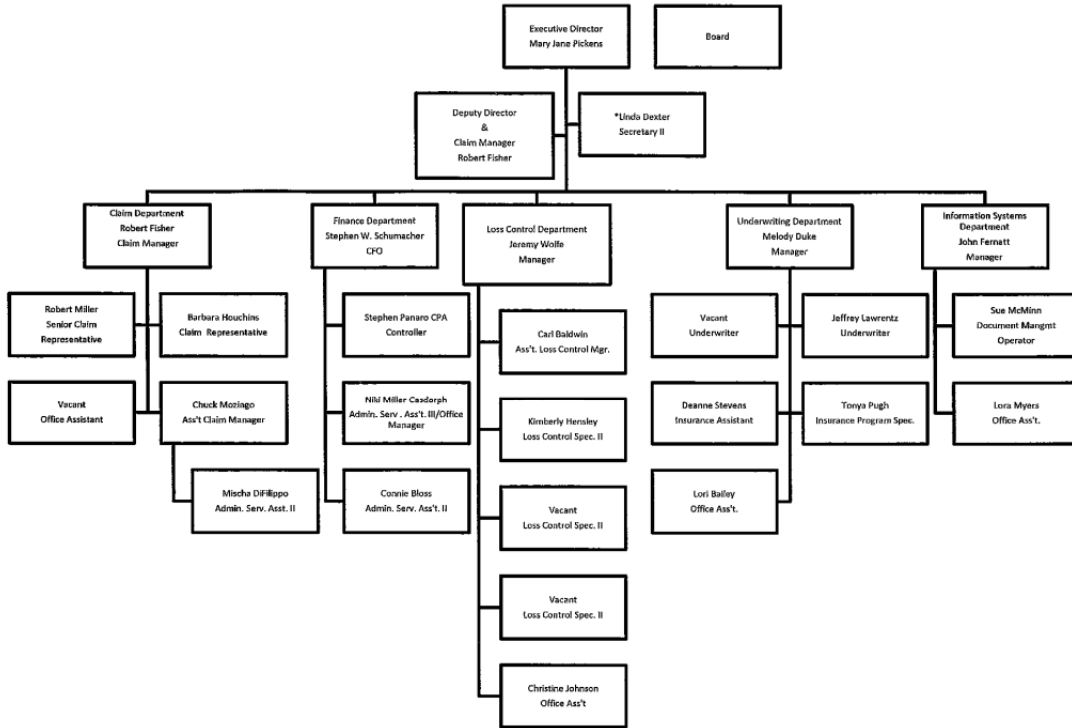 Executive Director
Mary Jane Pickens
Board
Deputy Director
&
Claim Manager
Robert Fisher
*Linda Dexter
Secretary II
Claim Department
Robert Fisher
Claim Manager
Finance Department
Stephen W. Schumacher
CFO
Loss Control Department
Jeremy Wolfe
Manager
Underwriting Department
Melody Duke
Manager
Information Systems
Department
John Fernatt
Manager
Robert Miller
Senior Claim
Representative
Barbara Houchins
Claim Representative
Stephen Panaro CPA
Controller
Carl Baldwin
Ass't. Loss Control Mgr.
Vacant
Underwriter
Jeffrey Lawrentz
Underwriter
Sue McMinn
Document Mangmt
Operator
Vacant
Office Assistant
Chuck Mozingo
Ass't Claim Manager
Niki Miller Casdorph
Admin. Serv . Ass't. III/Office
Manager
Kimberly Hensley
Loss Control Spec. II
Deanne Stevens
Insurance Assistant
Tonya Pugh
Insurance Program Spec.
Lora Myers
Office Ass't.
Mischa DiFilippo
Admin. Serv. Asst. II
Connie Bloss
Admin. Serv. Ass't. II
Vacant
Loss Control Spec. II
Lori Bailey
Office Ass't.
Vacant
Loss Control Spec. II
Christine Johnson
Office Ass't